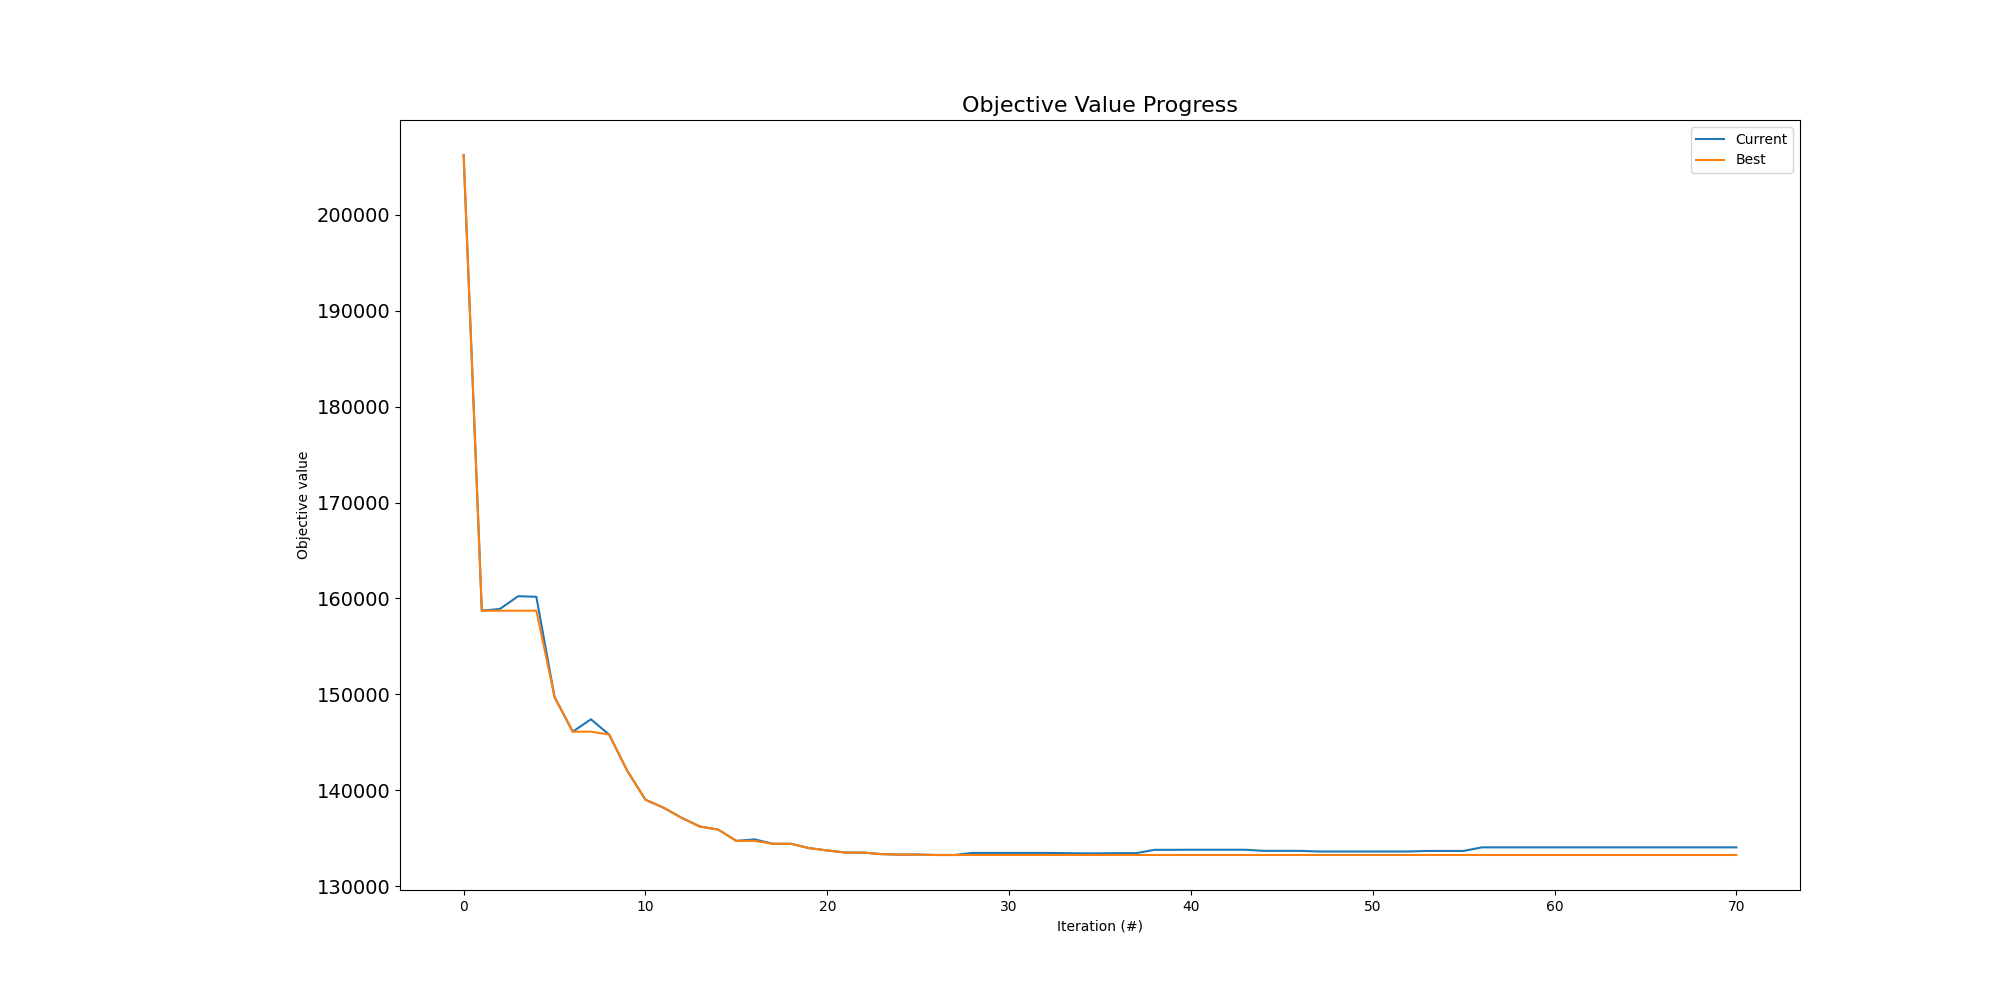 Objective Value Progress
Current
Best
200000
190000
180000
170000
160000
150000
140000
130000
Objective value
0 10 20 30 40 50 60 70
Iteration (#)